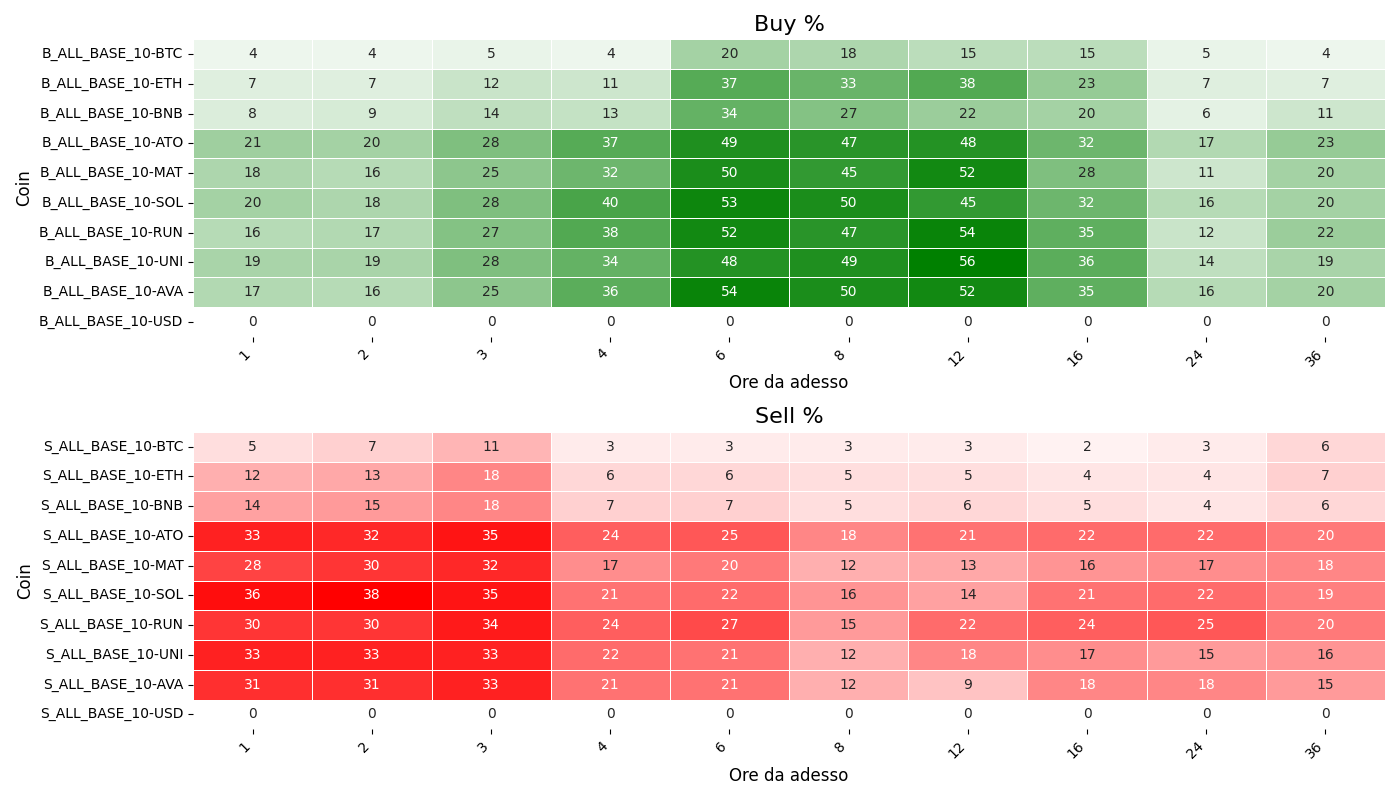 Buy %
Coin
B_ALL_BASE_10-BTC 4 4 5 4 20 18 15 15 5 4
B_ALL_BASE_10-ETH 7 7 12 11 37 33 38 23 7 7
B_ALL_BASE_10-BNB 8 9 14 13 34 27 22 20 6 11
B_ALL_BASE_10-ATO 21 20 28 37 49 47 48 32 17 23
B_ALL_BASE_10-MAT 18 16 25 32 50 45 52 28 11 20
B_ALL_BASE_10-SOL 20 18 28 40 53 50 45 32 16 20
B_ALL_BASE_10-RUN 16 17 27 38 52 47 54 35 12 22
B_ALL_BASE_10-UNI 19 19 28 34 48 49 56 36 14 19
B_ALL_BASE_10-AVA 17 16 25 36 54 50 52 35 16 20
B_ALL_BASE_10-USD 0 0 0 0 0 0 0 0 0 0
1 2 3 4 6 8 12 16 24 36
Ore da adesso
Sell %
Coin
S_ALL_BASE_10-BTC 5 7 11 3 3 3 3 2 3 6
S_ALL_BASE_10-ETH 12 13 18 6 6 5 5 4 4 7
S_ALL_BASE_10-BNB 14 15 18 7 7 5 6 5 4 6
S_ALL_BASE_10-ATO 33 32 35 24 25 18 21 22 22 20
S_ALL_BASE_10-MAT 28 30 32 17 20 12 13 16 17 18
S_ALL_BASE_10-SOL 36 38 35 21 22 16 14 21 22 19
S_ALL_BASE_10-RUN 30 30 34 24 27 15 22 24 25 20
S_ALL_BASE_10-UNI 33 33 33 22 21 12 18 17 15 16
S_ALL_BASE_10-AVA 31 31 33 21 21 12 9 18 18 15
S_ALL_BASE_10-USD 0 0 0 0 0 0 0 0 0 0
1 2 3 4 6 8 12 16 24 36
Ore da adesso